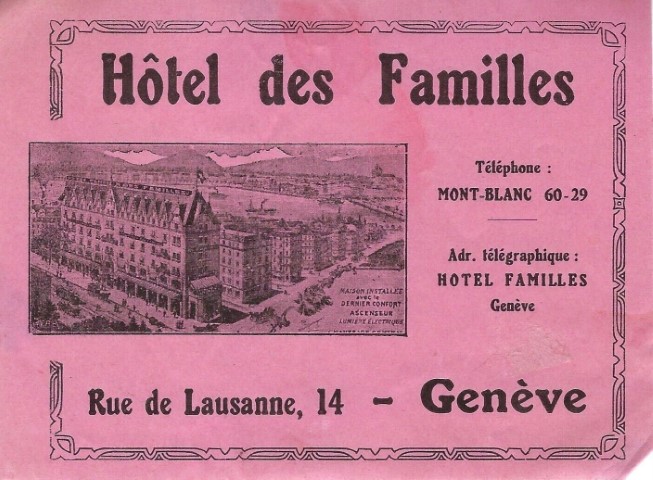 Hôtel des Familles
Téléphone :
MONT-BLANC 60-29
Adr. télégraphique :
HOTEL FAMILLES
Genève
MAISON INSTALLÉE
avec le
DERNIER CONFORT
ASCENSEUR
LUMIÈRE ÉLECTRIQUE
Rue de Lausanne, 14 – Genève